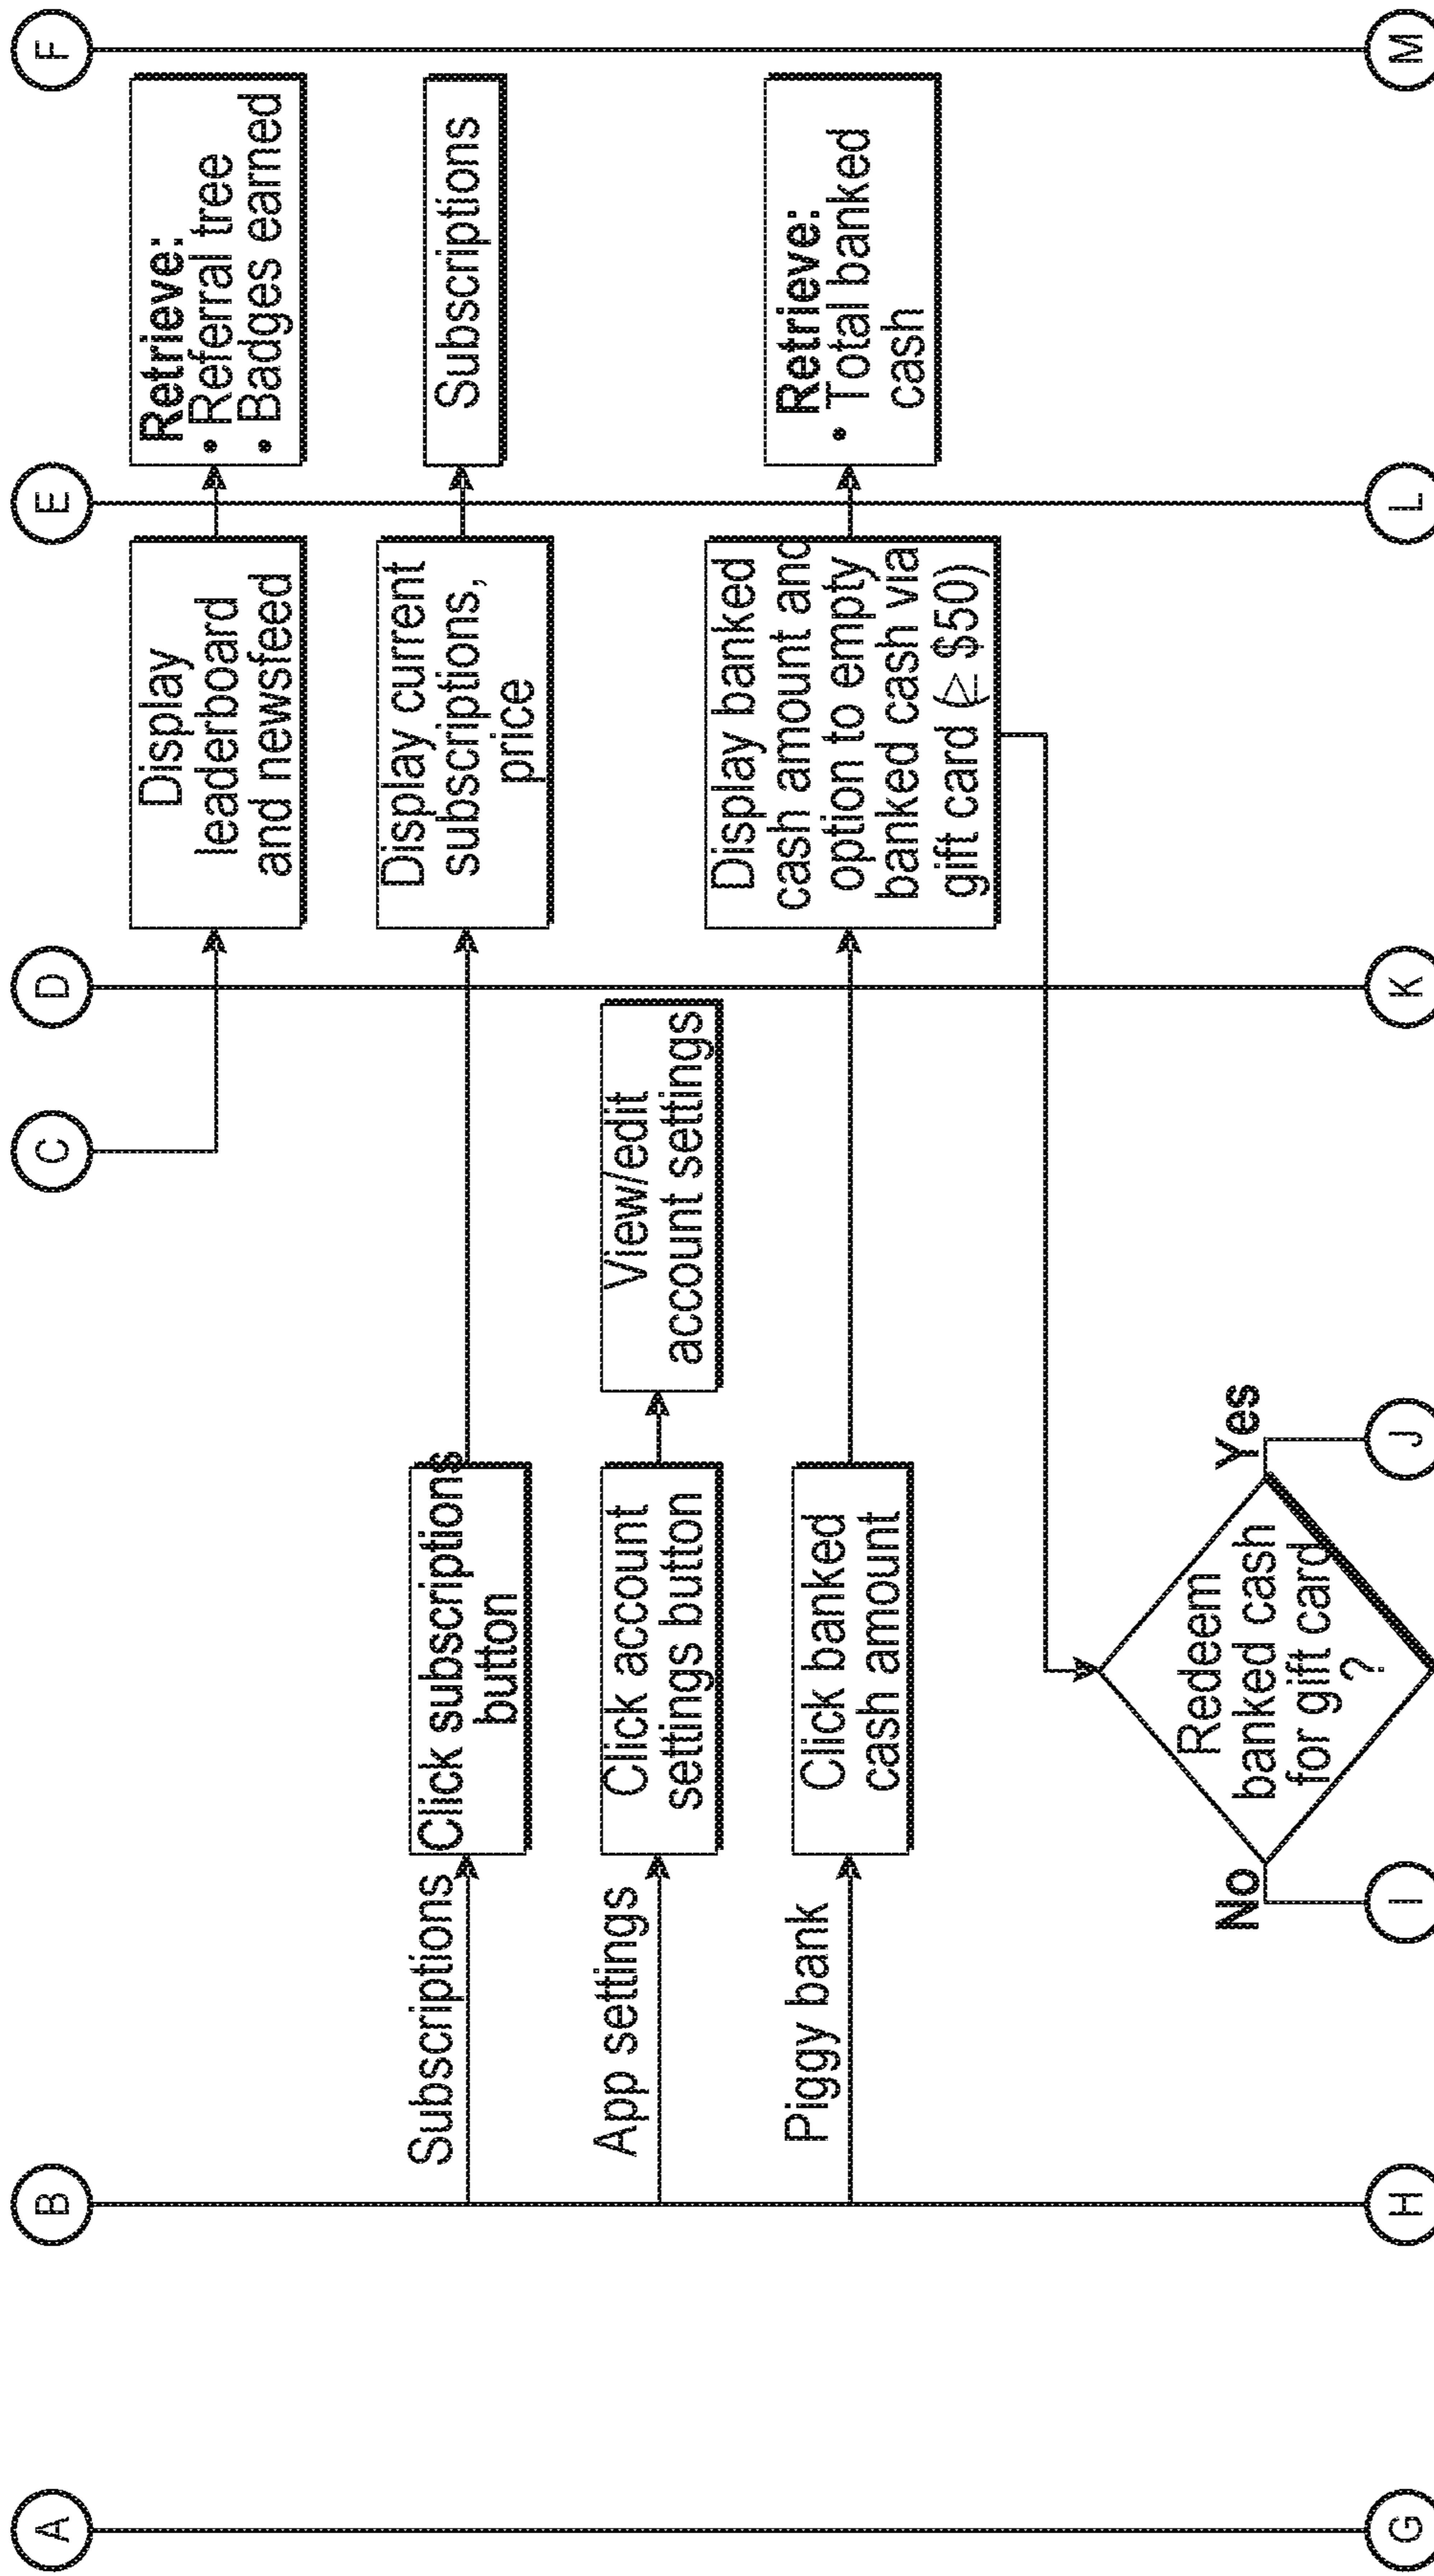 A
B
C
D
E
F
Display
leaderboard
and newsfeed
Retrieve:
• Referral tree
• Badges earned
Subscriptions
Click subscriptions
button
Display current
subscriptions,
price
Subscriptions
App settings
Click account
settings button
View/edit
account settings
Piggy bank
Click banked
cash amount
Display banked
cash amount and
option to empty
banked cash via
gift card (≥ $50)
Retrieve:
• Total banked
cash
No
Redeem
banked cash
for gift card
?
Yes
G
H
I
J
K
L
M